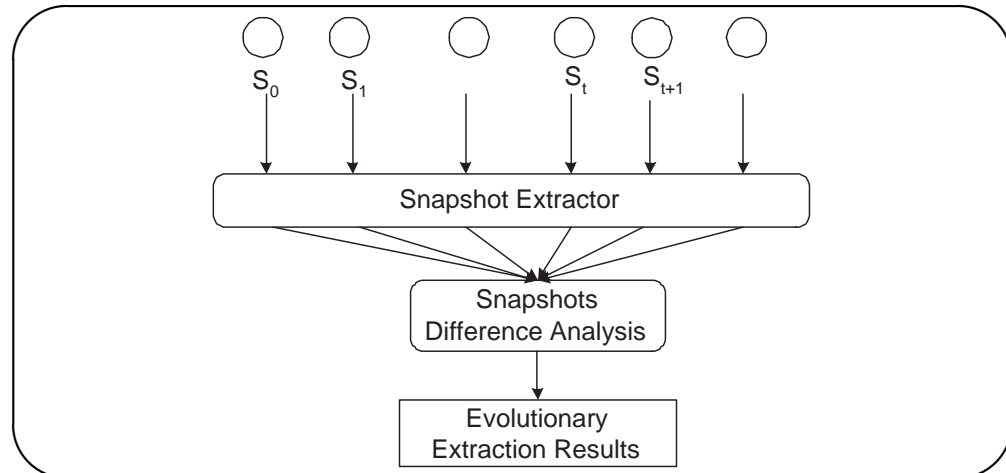 S0 S1 St St+1
Snapshot Extractor
Snapshots
Difference Analysis
Evolutionary
Extraction Results